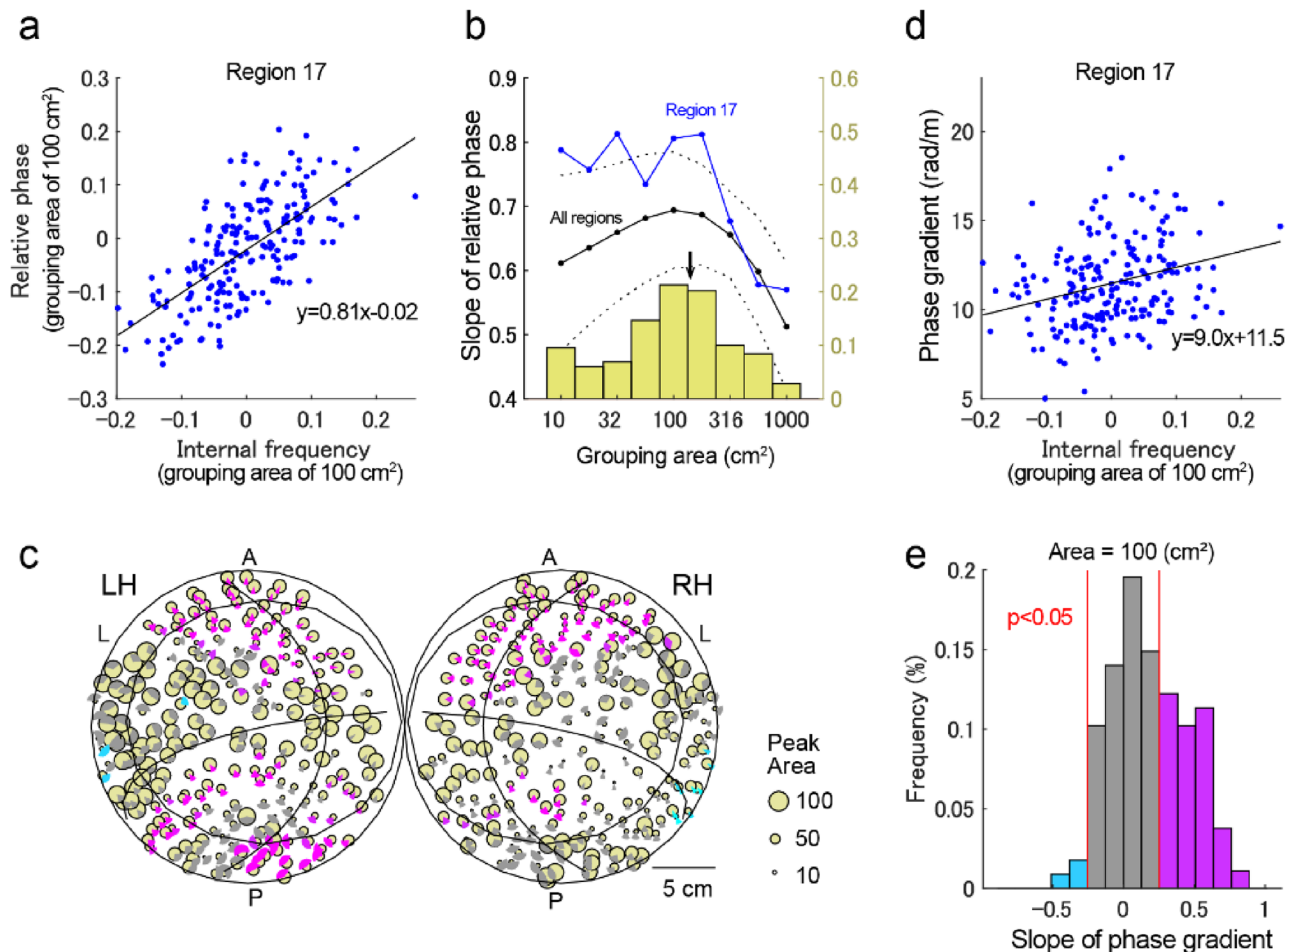 a
Region 17
Relative phase
(grouping area of 100 cm²)
0.3
0.2
0.1
0
−0.1
−0.2
−0.3
y=0.81x-0.02
−0.2 −0.1 0 0.1 0.2
Internal frequency
(grouping area of 100 cm²)
b
Slope of relative phase
0.9
0.8
0.7
0.6
0.5
0.4
Region 17
All regions
0.6
0.5
0.4
0.3
0.2
0.1
0
10 32 100 316 1000
Grouping area (cm²)
d
Region 17
Phase gradient (rad/m)
20
15
10
5
y=9.0x+11.5
−0.2 −0.1 0 0.1 0.2
Internal frequency
(grouping area of 100 cm²)
c
LH
A
L
P
A
RH
L
P
5 cm
Peak
Area
100
50
10
e
Area = 100 (cm²)
Frequency (%)
0.2
0.15
0.1
0.05
0
p<0.05
−0.5 0 0.5 1
Slope of phase gradient